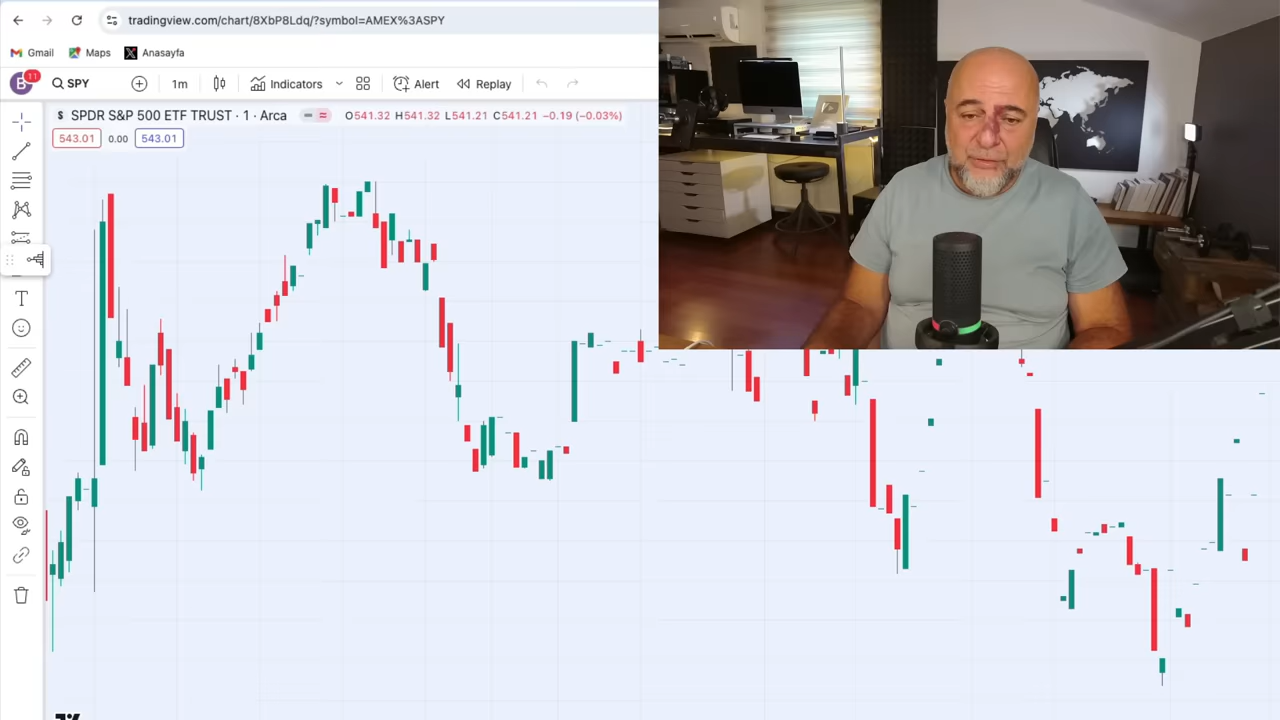 tradingview.com/chart/8XbP8Ldq/?symbol=AMEX%3ASPY
Gmail Maps X Anasayfa
B 11 SPY 1m Indicators Alert Replay
$ SPDR S&P 500 ETF TRUST · 1 · Arca O541.32 H541.32 L541.21 C541.21 −0.19 (−0.03%)
543.01 0.00 543.01
T